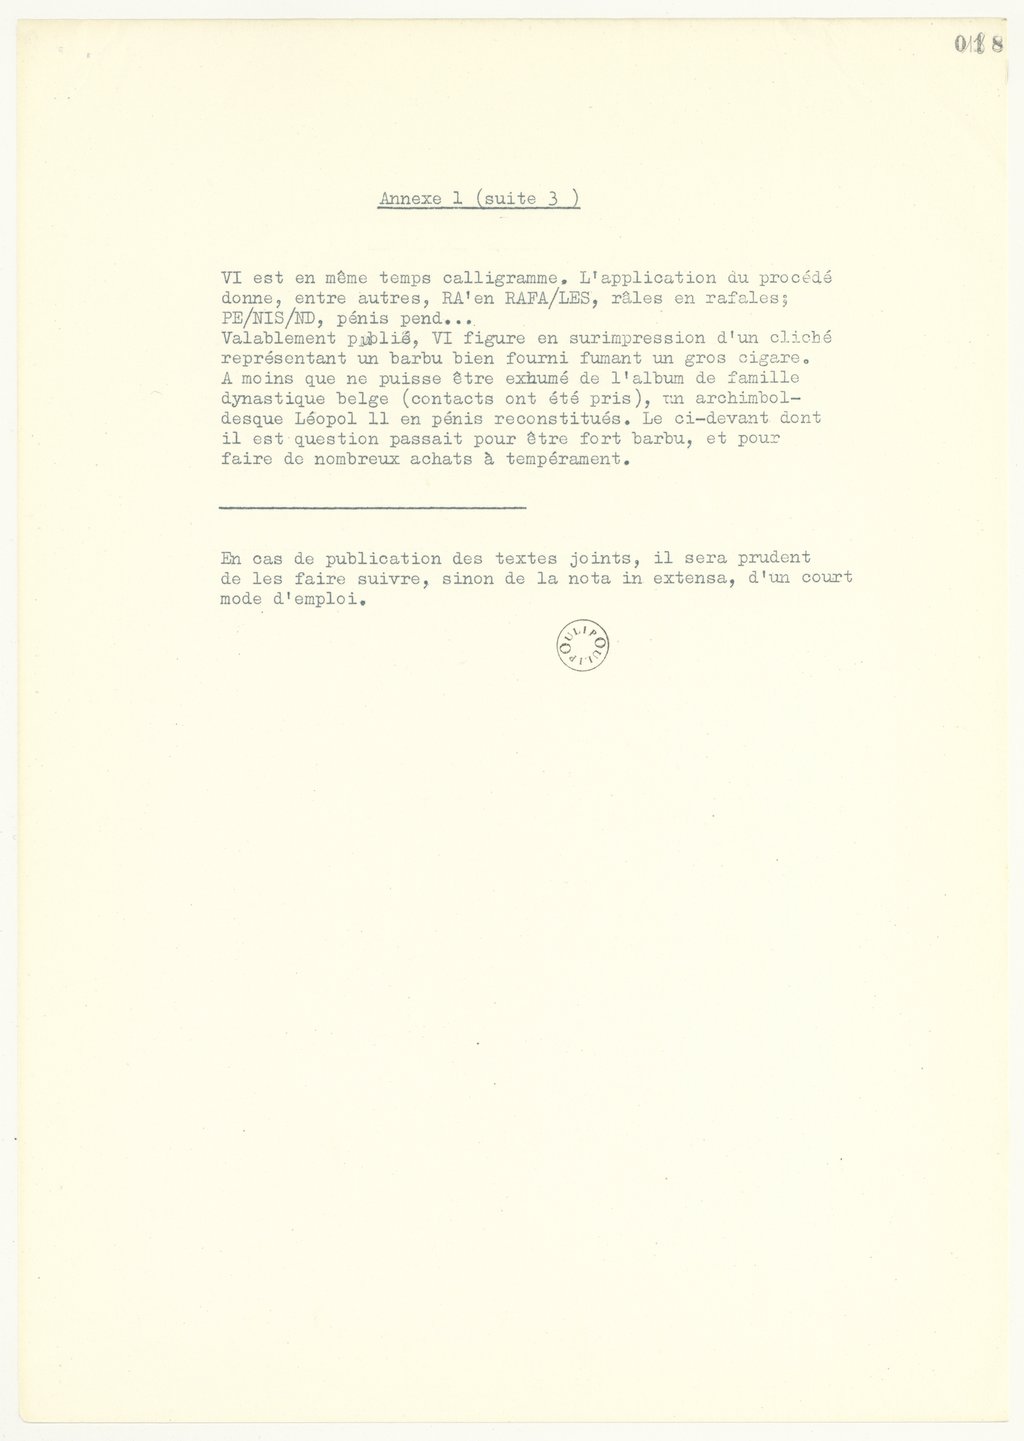 018
Annexe 1 (suite 3 )
VI est en même temps calligramme. L'application du procédé
donne, entre autres, RA'en RAFA/LES, râles en rafales;
PE/NIS/ND, pénis pend...
Valablement publié, VI figure en surimpression d'un cliché
représentant un barbu bien fourni fumant un gros cigare.
A moins que ne puisse être exhumé de l'album de famille
dynastique belge (contacts ont été pris), un archimbol-
desque Léopol 11 en pénis reconstitués. Le ci-devant dont
il est question passait pour être fort barbu, et pour
faire de nombreux achats à tempérament.
En cas de publication des textes joints, il sera prudent
de les faire suivre, sinon de la nota in extensa, d'un court
mode d'emploi.
OULIPOULIPO